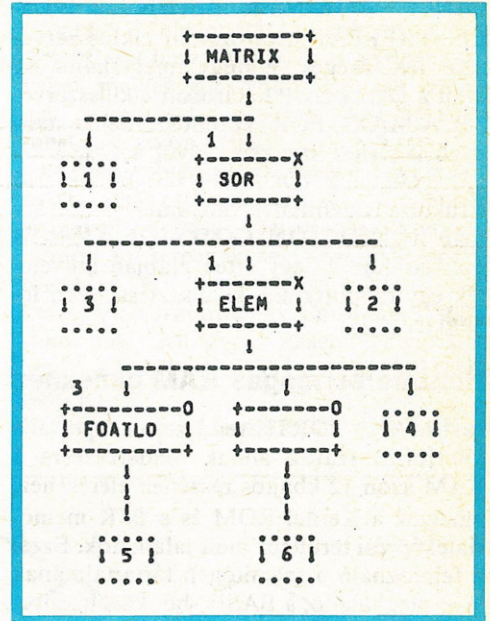 MATRIX
1
1 SOR X
1
3 ELEM X 2
3
FOATLO O O 4
5 6